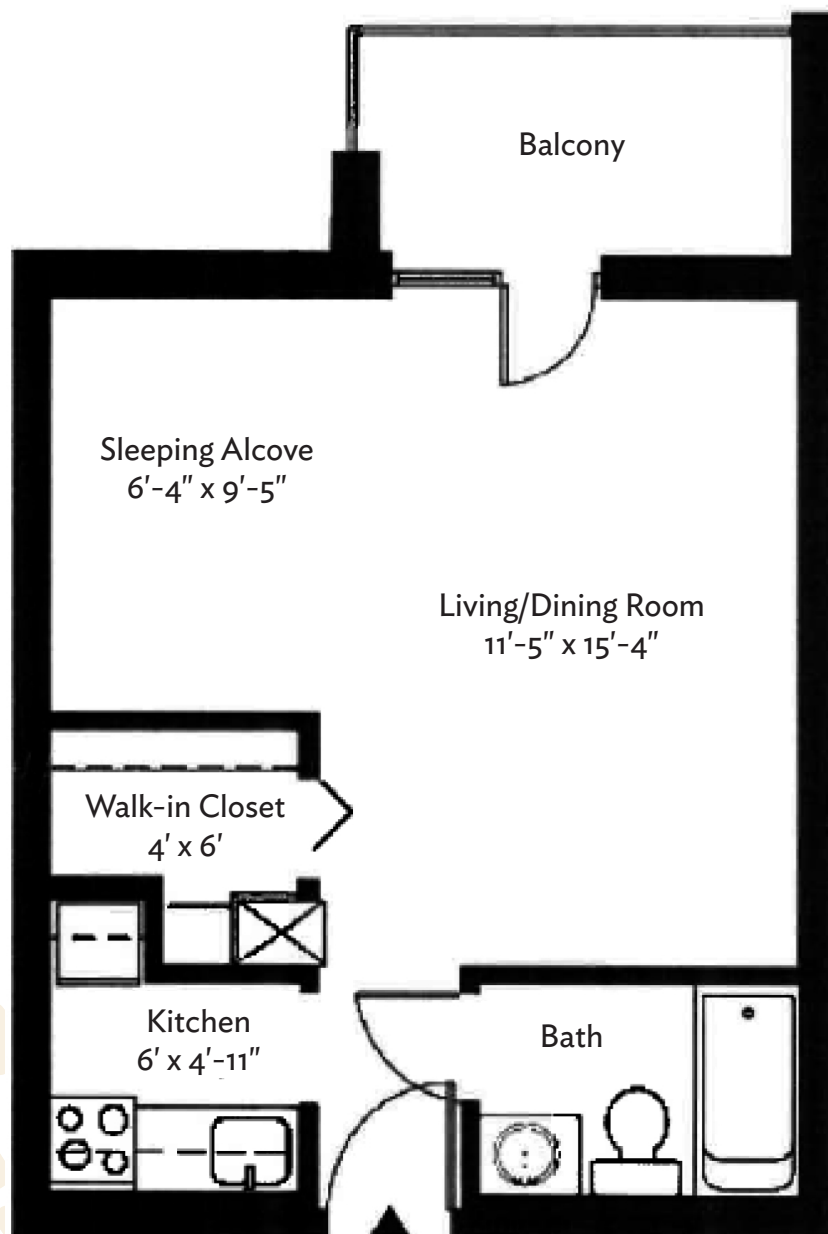 Balcony
Sleeping Alcove
6'-4" x 9'-5"
Living/Dining Room
11'-5" x 15'-4"
Walk-in Closet
4' x 6'
Kitchen
6' x 4'-11"
Bath